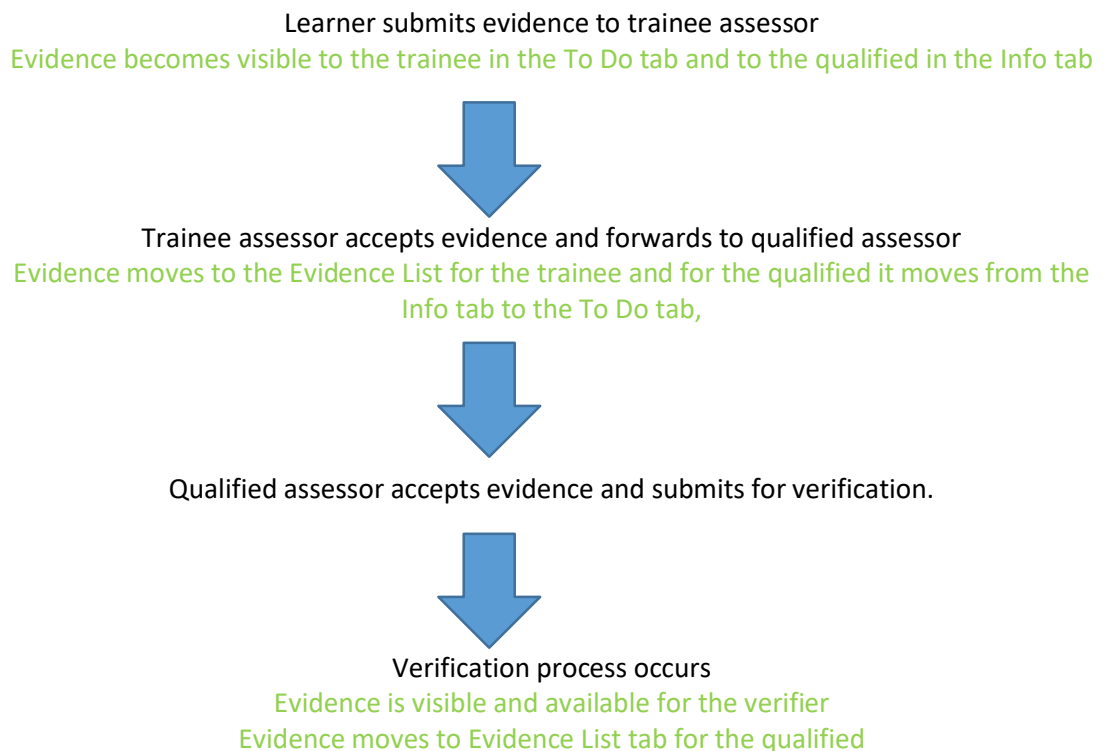 Learner submits evidence to trainee assessor
Evidence becomes visible to the trainee in the To Do tab and to the qualified in the Info tab
Trainee assessor accepts evidence and forwards to qualified assessor
Evidence moves to the Evidence List for the trainee and for the qualified it moves from the
Info tab to the To Do tab,
Qualified assessor accepts evidence and submits for verification.
Verification process occurs
Evidence is visible and available for the verifier
Evidence moves to Evidence List tab for the qualified